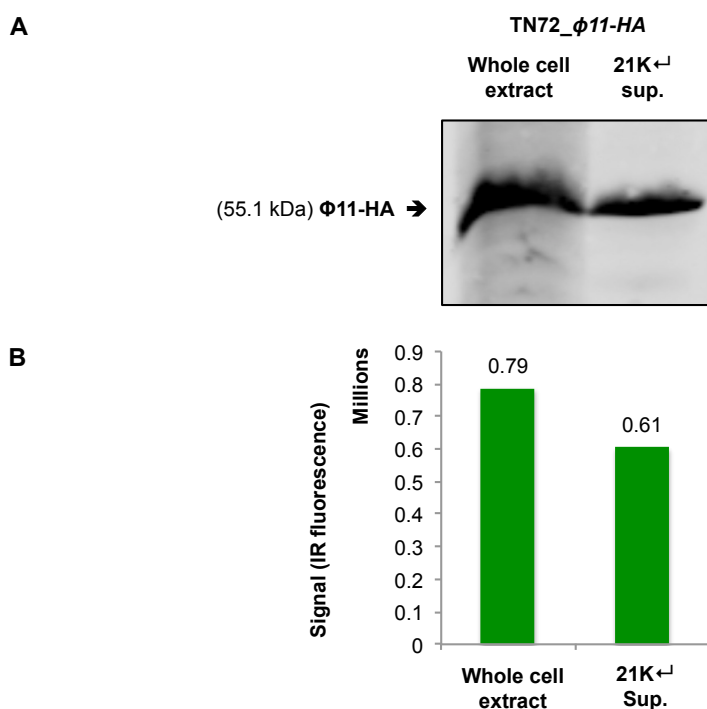 A
TN72_ϕ11-HA
Whole cell extract
21K↵ sup.
(55.1 kDa) Φ11-HA ➔
B
Signal (IR fluorescence)
Millions
0.9
0.8
0.7
0.6
0.5
0.4
0.3
0.2
0.1
0
0.79
0.61
Whole cell extract
21K↵ Sup.